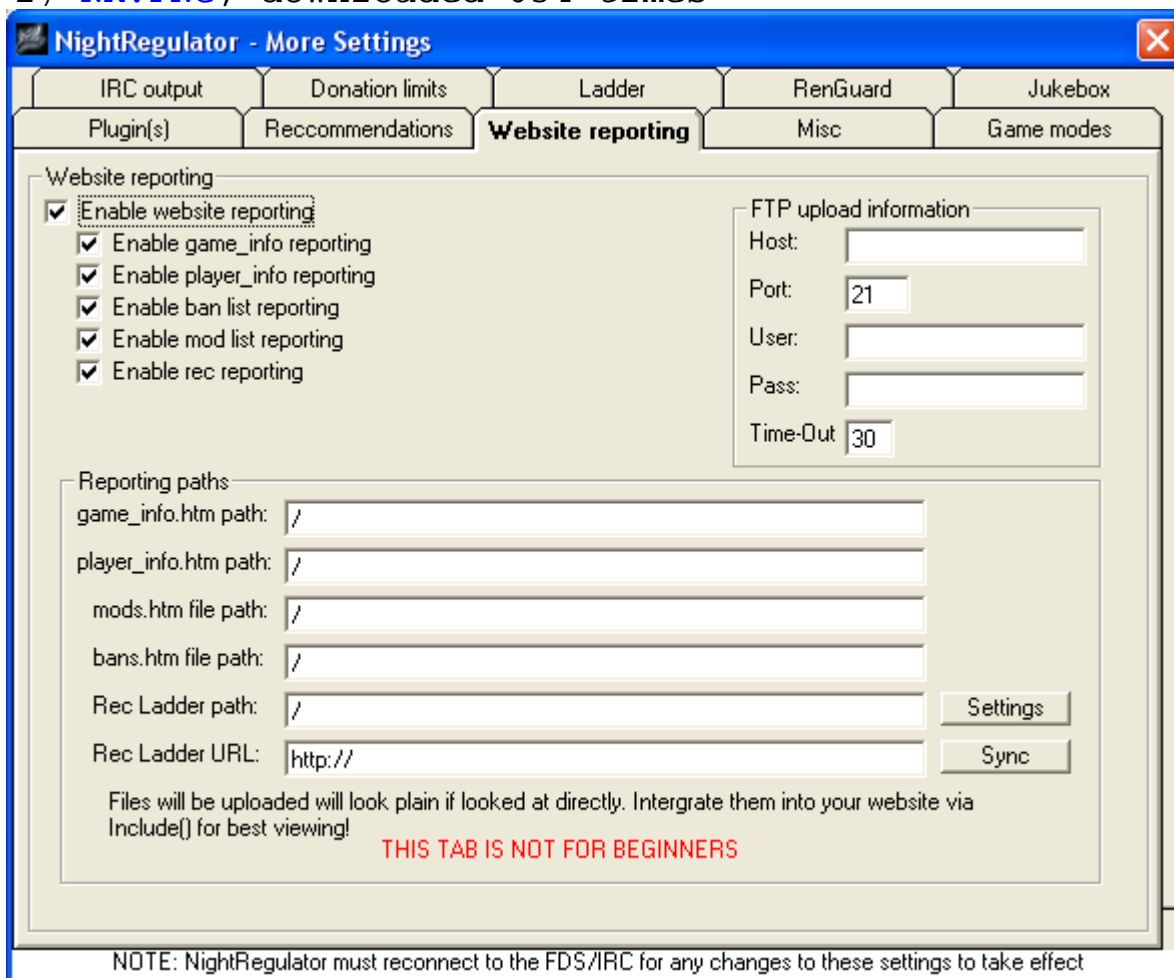 NightRegulator - More Settings
IRC output Donation limits Ladder RenGuard Jukebox
Plugin(s) Reccommendations Website reporting Misc Game modes
Website reporting
Enable website reporting
Enable game_info reporting
Enable player_info reporting
Enable ban list reporting
Enable mod list reporting
Enable rec reporting
FTP upload information
Host:
Port: 21
User:
Pass:
Time-Out 30
Reporting paths
game_info.htm path: /
player_info.htm path: /
mods.htm file path: /
bans.htm file path: /
Rec Ladder path: / Settings
Rec Ladder URL: http:// Sync
Files will be uploaded will look plain if looked at directly. Intergrate them into your website via
Include() for best viewing!
THIS TAB IS NOT FOR BEGINNERS
NOTE: NightRegulator must reconnect to the FDS/IRC for any changes to these settings to take effect